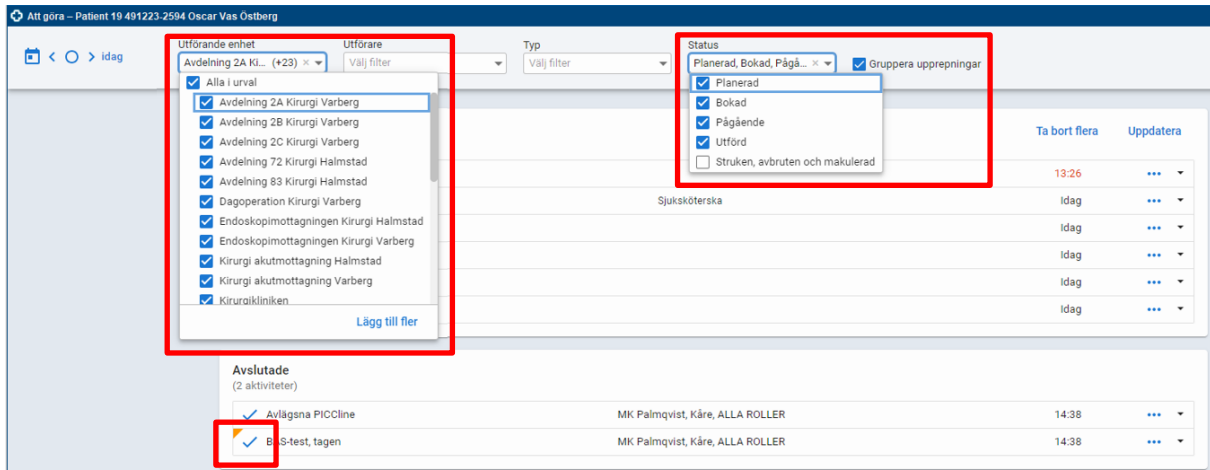 Att göra – Patient 19 491223-2594 Oscar Vas Östberg
idag
Utförande enhet
Avdelning 2A Ki... (+23)
Utförare
Välj filter
Typ
Välj filter
Status
Planerad, Bokad, Pågå...
Gruppera upprepningar
Alla i urval
Avdelning 2A Kirurgi Varberg
Avdelning 2B Kirurgi Varberg
Avdelning 2C Kirurgi Varberg
Avdelning 72 Kirurgi Halmstad
Avdelning 83 Kirurgi Halmstad
Dagoperation Kirurgi Varberg
Endoskopimottagningen Kirurgi Halmstad
Endoskopimottagningen Kirurgi Varberg
Kirurgi akutmottagning Halmstad
Kirurgi akutmottagning Varberg
Kirurgikliniken
Lägg till fler
Planerad
Bokad
Pågående
Utförd
Struken, avbruten och makulerad
Ta bort flera Uppdatera
13:26
Sjuksköterska Idag
Idag
Idag
Idag
Idag
Avslutade
(2 aktiviteter)
Avlägsna PICCline MK Palmqvist, Kåre, ALLA ROLLER 14:38
BAS-test, tagen MK Palmqvist, Kåre, ALLA ROLLER 14:38